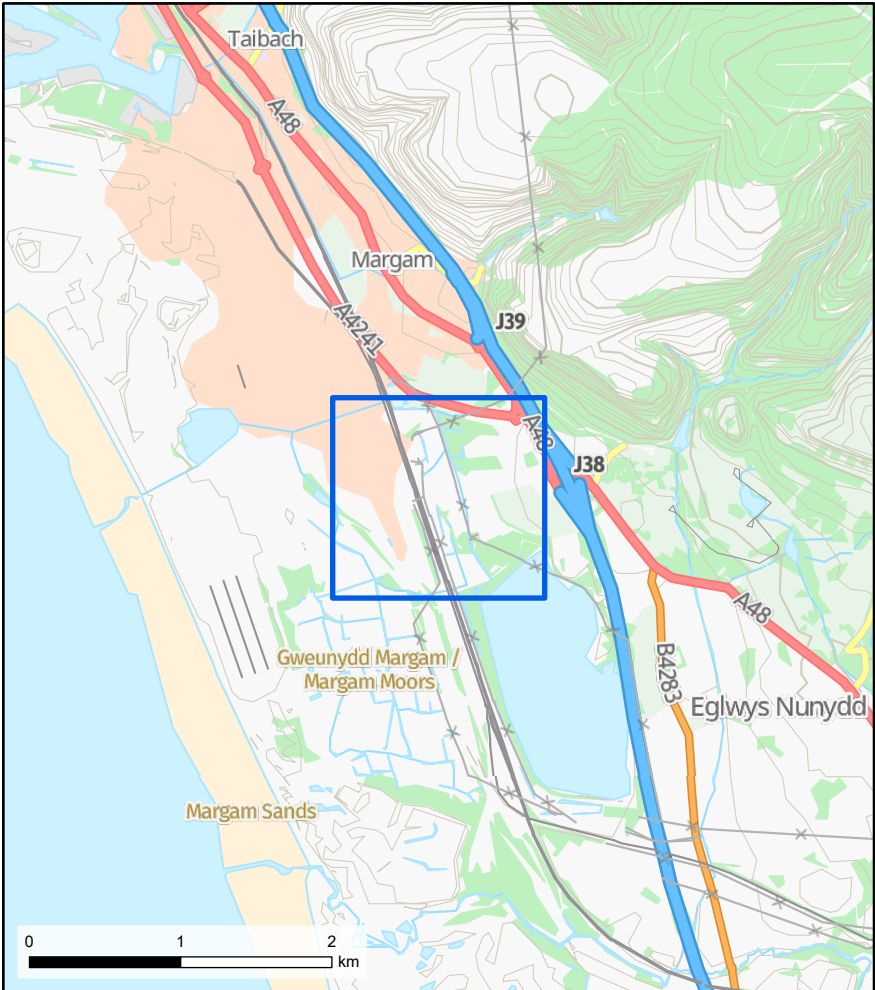 Taibach
A48
Margam
J39
A4241
A48
J38
A48
B4283
Gweunydd Margam /
Margam Moors
Eglwys Nunydd
Margam Sands
0 1 2
km